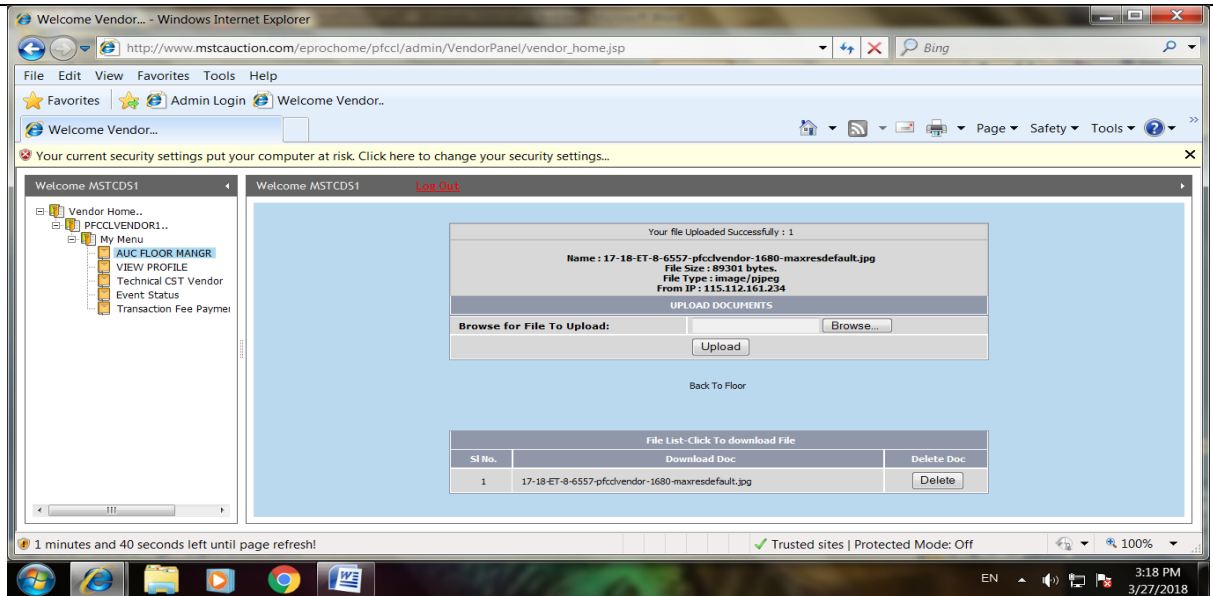 Welcome Vendor... - Windows Internet Explorer
http://www.mstcauction.com/eprochome/pfccl/admin/VendorPanel/vendor_home.jsp
Bing
File Edit View Favorites Tools Help
Favorites Admin Login Welcome Vendor..
Welcome Vendor...
Page Safety Tools
Your current security settings put your computer at risk. Click here to change your security settings...
Welcome MSTCDS1
Welcome MSTCDS1 Log Out
Vendor Home..
PFCCLVENDOR1..
My Menu
AUC FLOOR MANGR
VIEW PROFILE
Technical CST Vendor
Event Status
Transaction Fee Paymer
Your file Uploaded Successfully : 1
Name : 17-18-ET-8-6557-pfcclvendor-1680-maxresdefault.jpg
File Size : 89301 bytes.
File Type : image/pjpeg
From IP : 115.112.161.234
UPLOAD DOCUMENTS
Browse for File To Upload: Browse...
Upload
Back To Floor
File List-Click To download File
Sl No. Download Doc Delete Doc
1 17-18-ET-8-6557-pfcclvendor-1680-maxresdefault.jpg Delete
1 minutes and 40 seconds left until page refresh!
Trusted sites | Protected Mode: Off
100%
EN
3:18 PM
3/27/2018